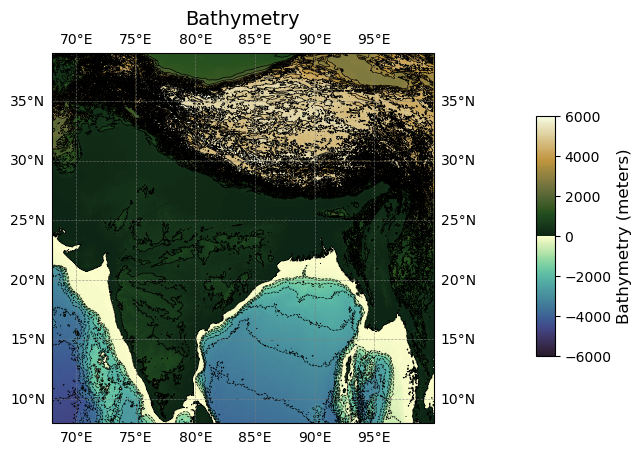 Bathymetry
70°E 75°E 80°E 85°E 90°E 95°E
35°N 35°N
30°N 30°N
25°N 25°N
20°N 20°N
15°N 15°N
10°N 10°N
70°E 75°E 80°E 85°E 90°E 95°E
6000
4000
2000
0
−2000
−4000
−6000
Bathymetry (meters)